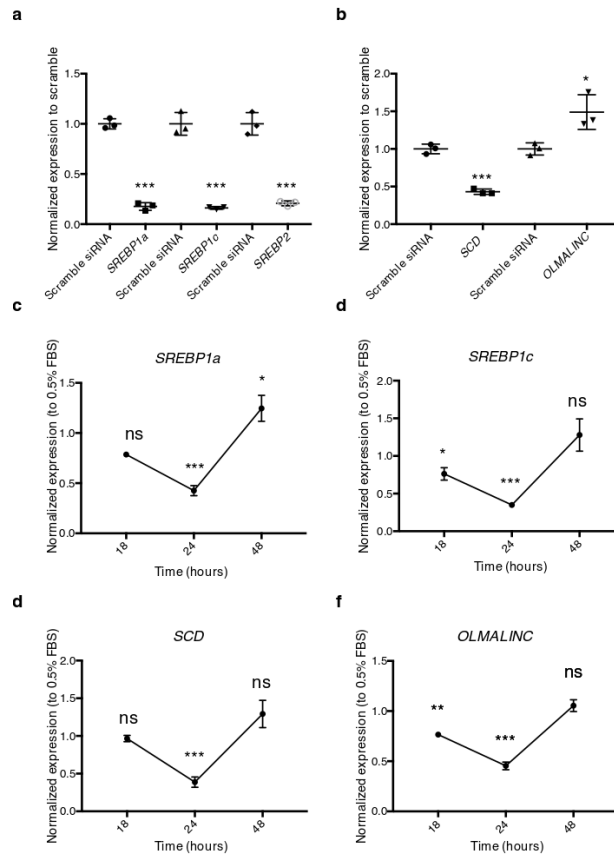 a
Normalized expression to scramble
1.5
1.0
0.5
0.0
***
***
***
Scramble siRNA
SREBP1a
Scramble siRNA
SREBP1c
Scramble siRNA
SREBP2
b
Normalized expression to scramble
2.0
1.5
1.0
0.5
0.0
***
*
Scramble siRNA
SCD
Scramble siRNA
OLMALINC
c
SREBP1a
Normalized expression (to 0.5% FBS)
1.5
1.0
0.5
0.0
ns
***
*
18
24
48
Time (hours)
d
SREBP1c
Normalized expression (to 0.5% FBS)
2.0
1.5
1.0
0.5
0.0
*
***
ns
18
24
48
Time (hours)
d
SCD
Normalized expression (to 0.5% FBS)
2.0
1.5
1.0
0.5
0.0
ns
***
ns
18
24
48
Time (hours)
f
OLMALINC
Normalized expression (to 0.5% FBS)
1.5
1.0
0.5
0.0
**
***
ns
18
24
48
Time (hours)